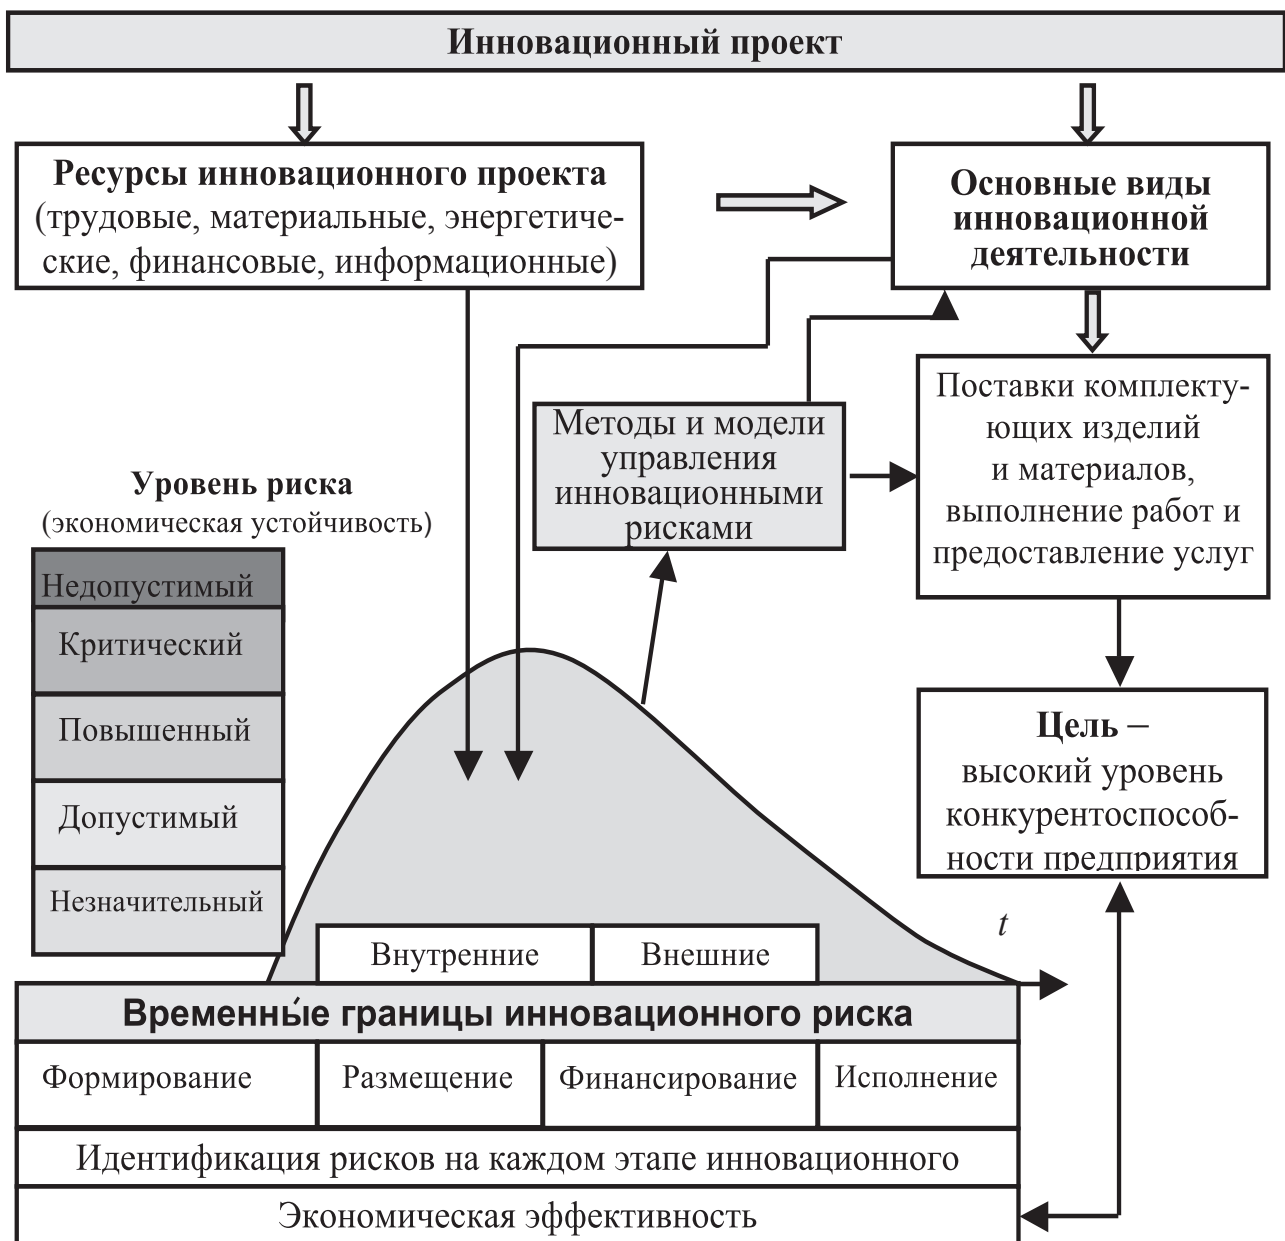 Инновационный проект
Ресурсы инновационного проекта
(трудовые, материальные, энергетиче-
ские, финансовые, информационные)
Основные виды
инновационной
деятельности
Поставки комплекту-
ющих изделий
и материалов,
выполнение работ и
предоставление услуг
Методы и модели
управления
инновационными
рисками
Уровень риска
(экономическая устойчивость)
Недопустимый
Критический
Повышенный
Допустимый
Незначительный
Цель –
высокий уровень
конкурентоспособ-
ности предприятия
t
Внутренние
Внешние
Временны́е границы инновационного риска
Формирование
Размещение
Финансирование
Исполнение
Идентификация рисков на каждом этапе инновационного
Экономическая эффективность